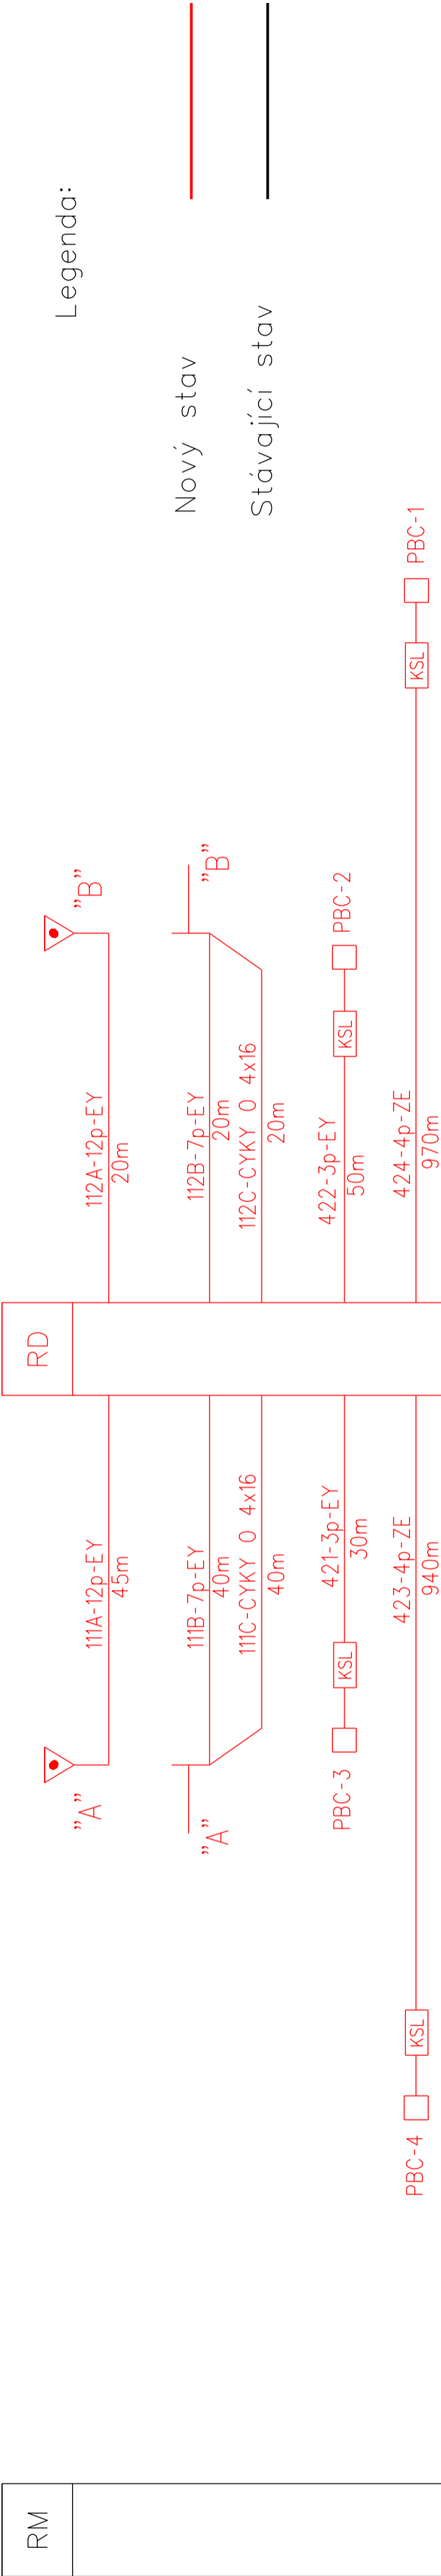 Legenda:
Nový stav
Stávající stav
RM
RD
"A"
111A-12p-EY
45m
112A-12p-EY
20m
"B"
"A"
111B-7p-EY
40m
111C-CYKY O 4x16
40m
112B-7p-EY
20m
112C-CYKY O 4x16
20m
"B"
PBC-3
KSL
421-3p-EY
30m
422-3p-EY
50m
KSL
PBC-2
PBC-4
KSL
423-4p-ZE
940m
424-4p-ZE
970m
KSL
PBC-1